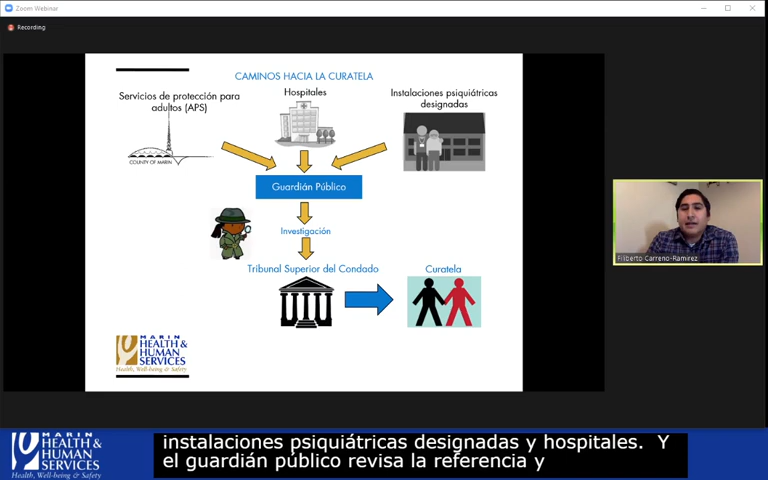 Zoom Webinar
Recording
CAMINOS HACIA LA CURATELA
Servicios de protección para
adultos (APS)
Hospitales
Instalaciones psiquiátricas
designadas
COUNTY OF MARIN
Guardián Público
Investigación
Tribunal Superior del Condado
Curatela
MARIN
HEALTH &
HUMAN
SERVICES
Health, Well-being & Safety
Filiberto Carreno-Ramirez
MARIN
HEALTH &
HUMAN
SERVICES
Health, Well-being & Safety
instalaciones psiquiátricas designadas y hospitales. Y
el guardián público revisa la referencia y